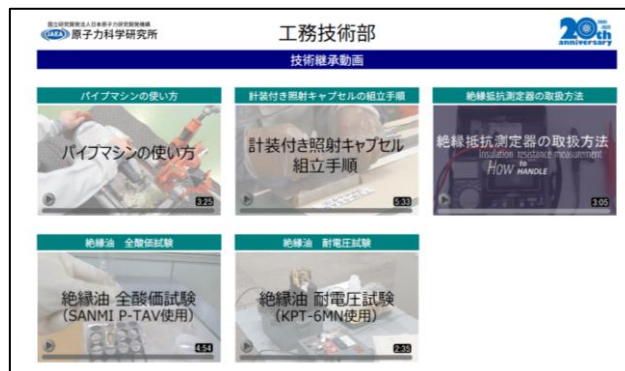 国立研究開発法人日本原子力研究開発機構
JAEA 原子力科学研究所
工務技術部
20th
anniversary
技術継承動画
パイプマシンの使い方
計装付き照射キャプセルの組立手順
絶縁抵抗測定器の取扱方法
パイプマシンの使い方
3:25
計装付き照射キャプセル
組立手順
5:33
絶縁抵抗測定器の取扱方法
Insulation resistance measurement
How to HANDLE
3:05
絶縁油 全酸価試験
絶縁油 耐電圧試験
絶縁油 全酸価試験
(SANMI P-TAV使用)
4:54
絶縁油 耐電圧試験
(KPT-6MN使用)
2:35